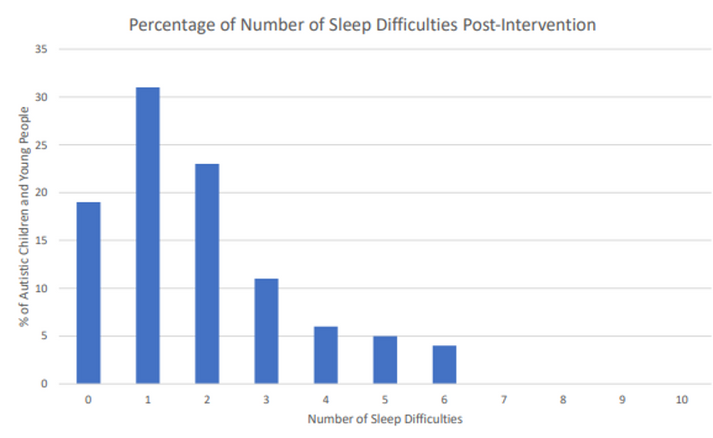 Percentage of Number of Sleep Difficulties Post-Intervention
35
30
25
20
15
10
5
0
% of Autistic Children and Young People
0 1 2 3 4 5 6 7 8 9 10
Number of Sleep Difficulties